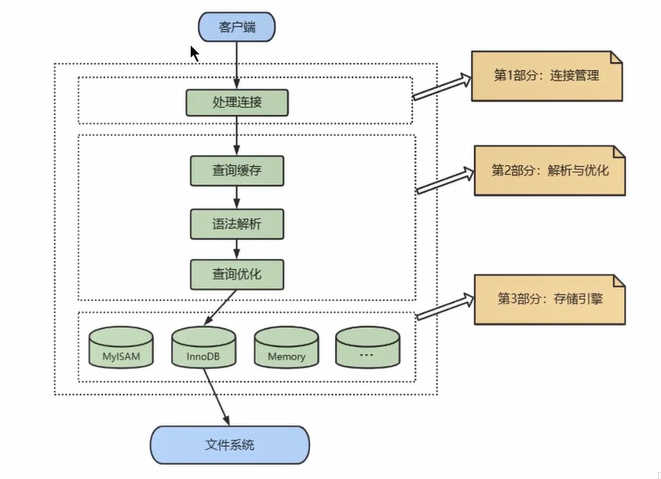 客户端
处理连接
第1部分：连接管理
查询缓存
第2部分：解析与优化
语法解析
查询优化
第3部分：存储引擎
MyISAM
InnoDB
Memory
...
文件系统